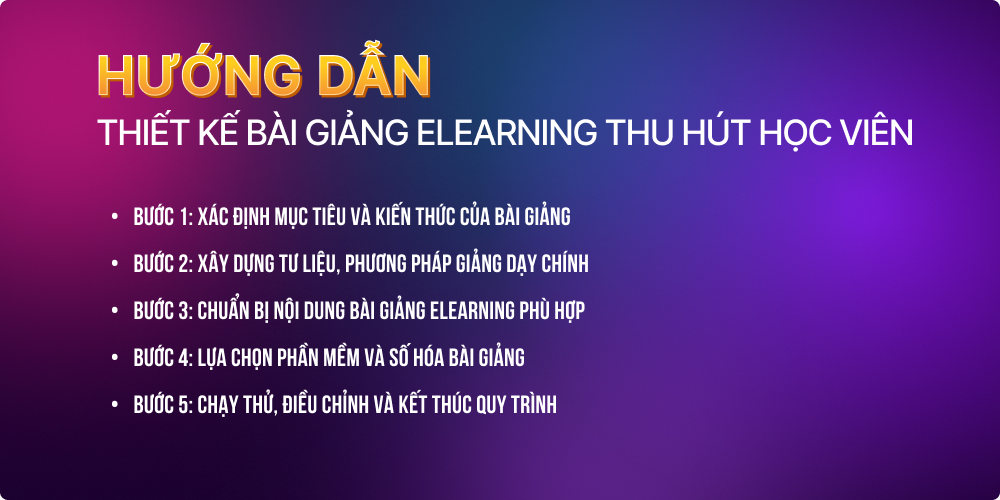 HƯỚNG DẪN
THIẾT KẾ BÀI GIẢNG ELEARNING THU HÚT HỌC VIÊN
• BƯỚC 1: XÁC ĐỊNH MỤC TIÊU VÀ KIẾN THỨC CỦA BÀI GIẢNG
• BƯỚC 2: XÂY DỰNG TƯ LIỆU, PHƯƠNG PHÁP GIẢNG DẠY CHÍNH
• BƯỚC 3: CHUẨN BỊ NỘI DUNG BÀI GIẢNG ELEARNING PHÙ HỢP
• BƯỚC 4: LỰA CHỌN PHẦN MỀM VÀ SỐ HÓA BÀI GIẢNG
• BƯỚC 5: CHẠY THỬ, ĐIỀU CHỈNH VÀ KẾT THÚC QUY TRÌNH